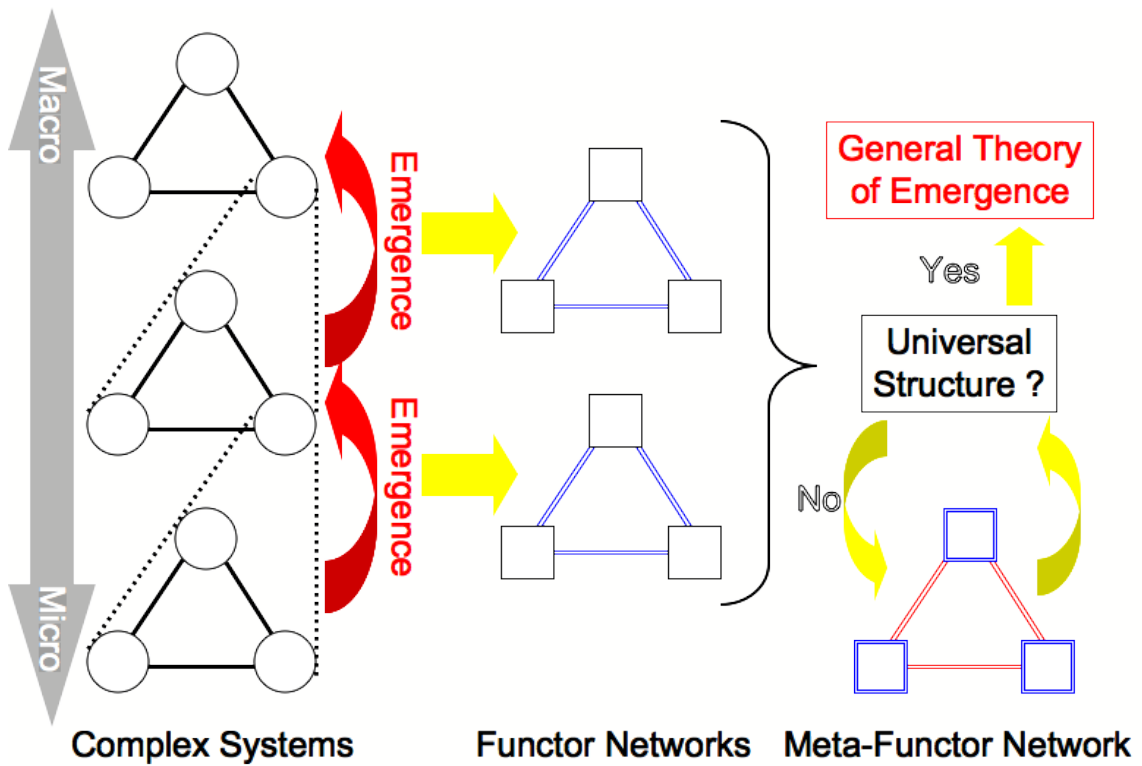 Macro
Micro
Emergence
Emergence
General Theory
of Emergence
Yes
Universal
Structure ?
No
Complex Systems
Functor Networks
Meta-Functor Network